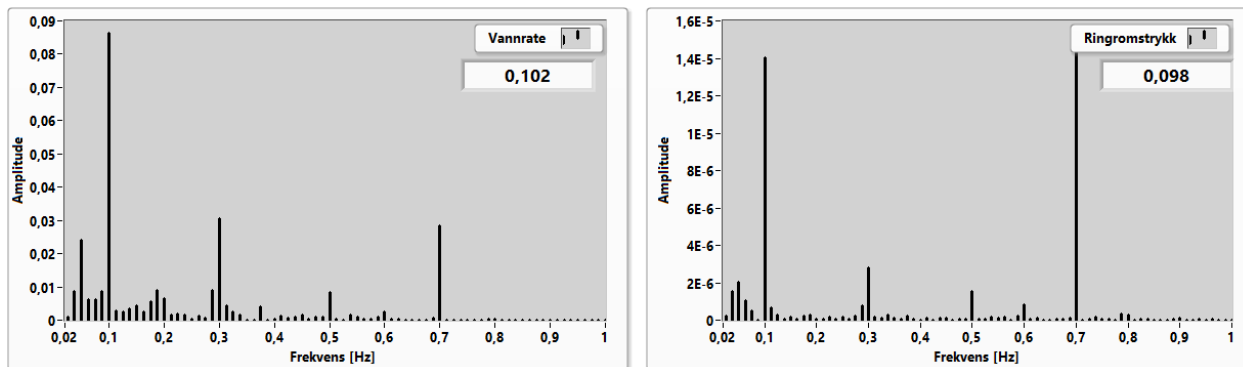 0,09
0,08
0,07
0,06
0,05
0,04
0,03
0,02
0,01
0
Amplitude
0,02 0,1 0,2 0,3 0,4 0,5 0,6 0,7 0,8 0,9 1
Frekvens [Hz]
Vannrate
0,102
1,6E-5
1,4E-5
1,2E-5
1E-5
8E-6
6E-6
4E-6
2E-6
0
Amplitude
0,02 0,1 0,2 0,3 0,4 0,5 0,6 0,7 0,8 0,9 1
Frekvens [Hz]
Ringromstrykk
0,098